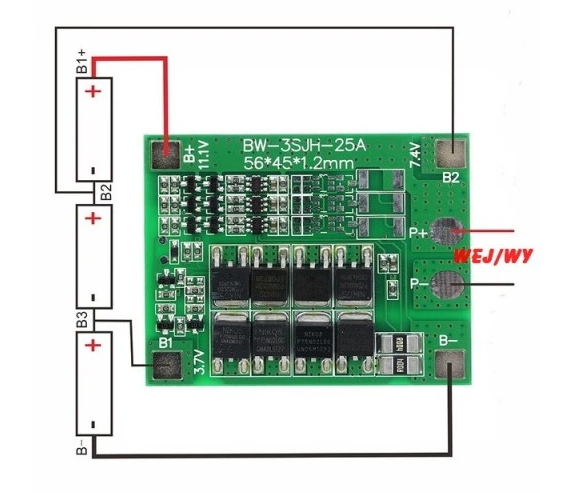 B1+
B2
B3
B-
BW-3SJH-25A
56*45*1.2mm
B+
11.1V
7.4V
B2
P+
WEJ/WY
P-
B1
3.7V
B-
R004